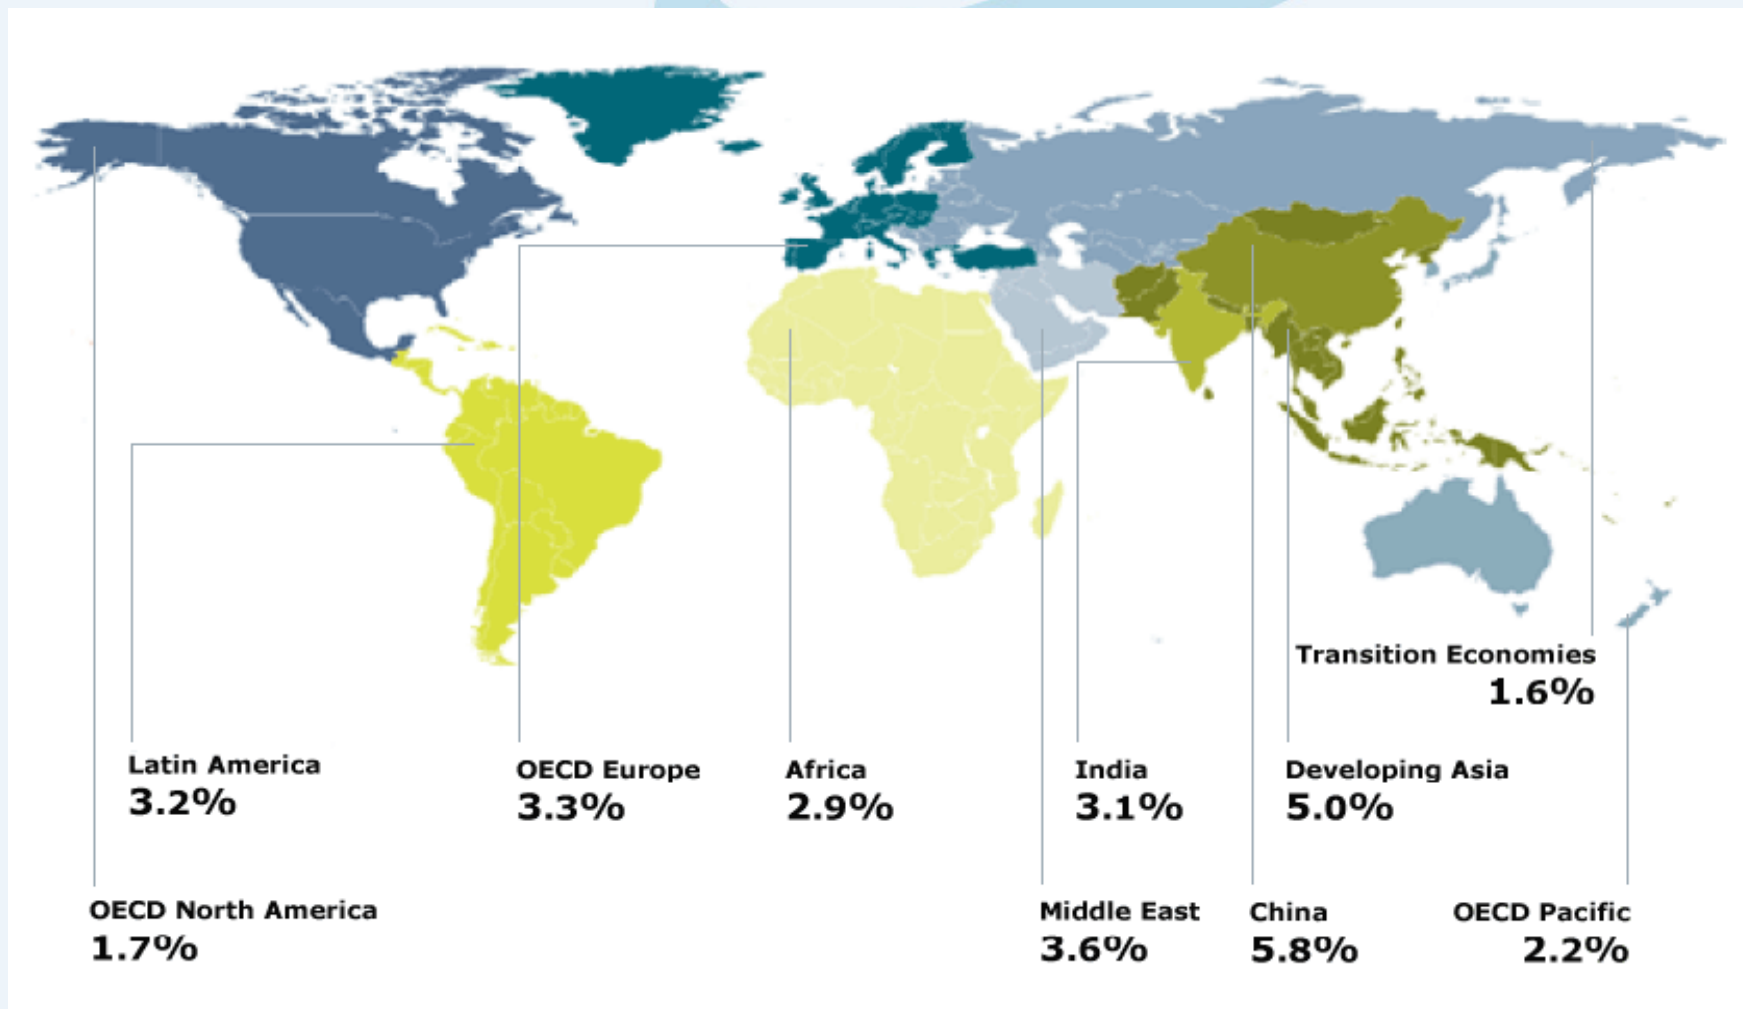 Transition Economies
1.6%
Latin America
3.2%
OECD Europe
3.3%
Africa
2.9%
India
3.1%
Developing Asia
5.0%
OECD North America
1.7%
Middle East
3.6%
China
5.8%
OECD Pacific
2.2%